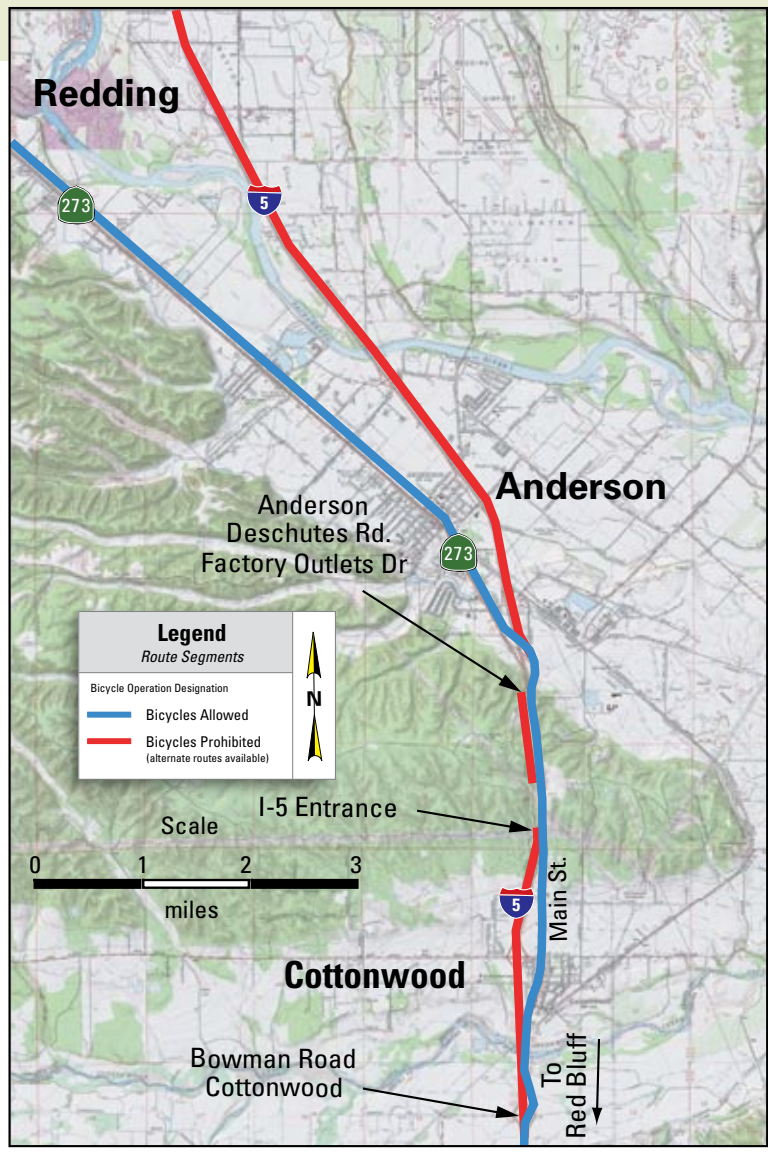 Redding
273
5
Anderson
Anderson
Deschutes Rd.
Factory Outlets Dr
273
Legend
Route Segments
Bicycle Operation Designation
Bicycles Allowed
Bicycles Prohibited
(alternate routes available)
N
I-5 Entrance
Scale
0 1 2 3
miles
5
Main St.
Cottonwood
Bowman Road
Cottonwood
To
Red Bluff